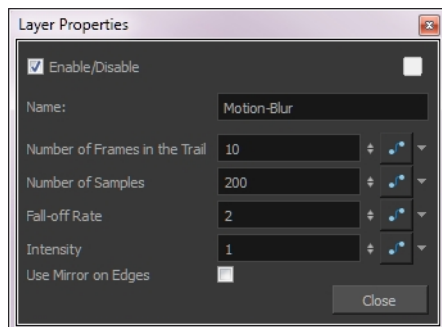 Layer Properties
Enable/Disable
Name: Motion-Blur
Number of Frames in the Trail 10
Number of Samples 200
Fall-off Rate 2
Intensity 1
Use Mirror on Edges
Close